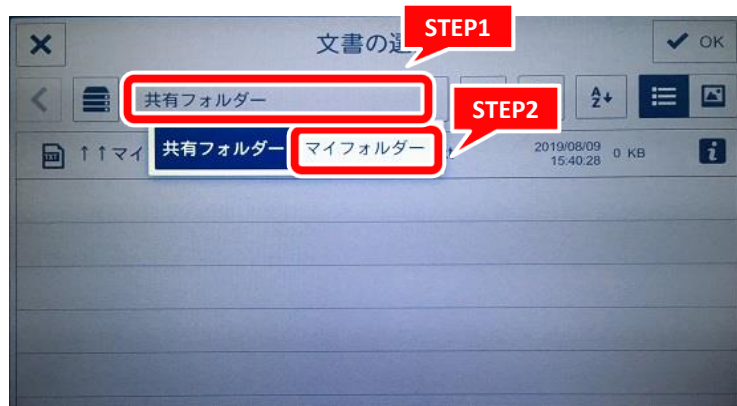 STEP1
文書の選
OK
共有フォルダー
STEP2
A
Z
共有フォルダー マイフォルダー
TXT ↑↑マイ
2019/08/09
15:40:28
0 KB
i